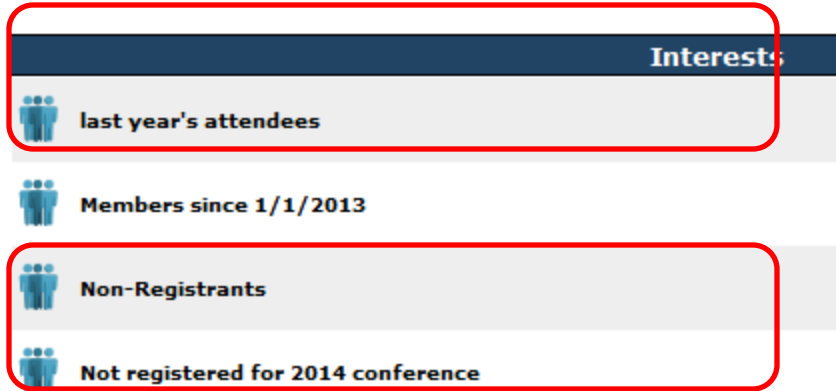 Interests
last year's attendees
Members since 1/1/2013
Non-Registrants
Not registered for 2014 conference